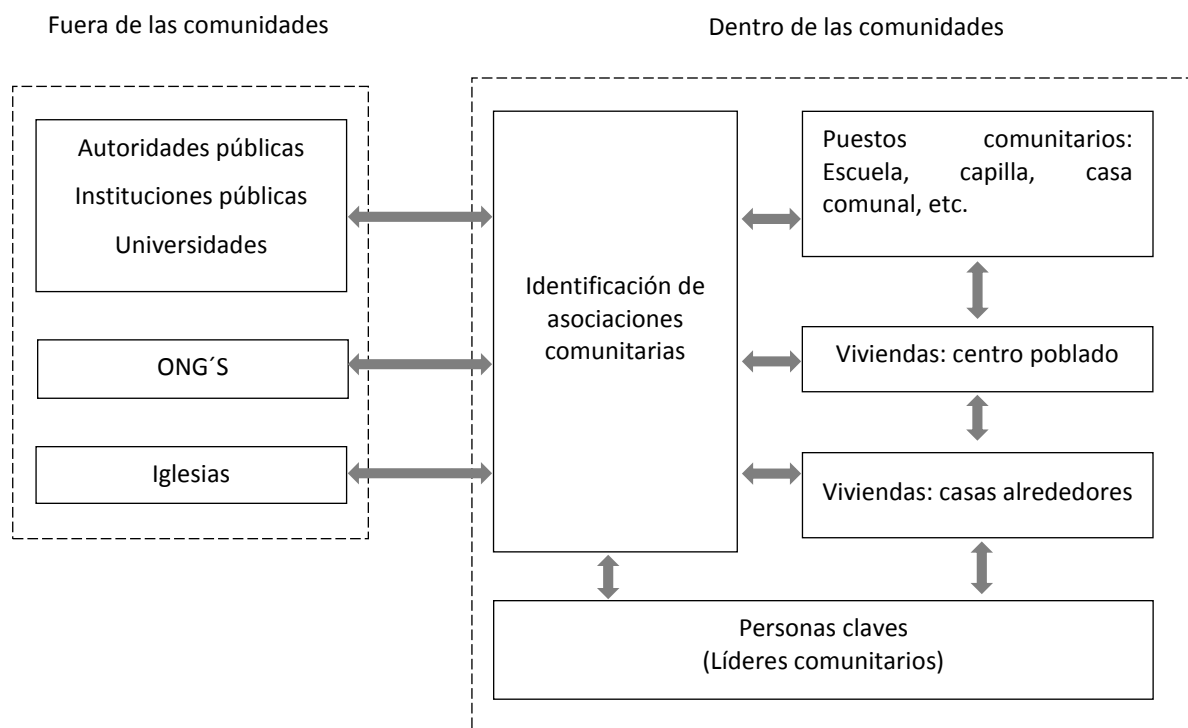 Fuera de las comunidades
Dentro de las comunidades
Autoridades públicas
Instituciones públicas
Universidades
ONG´S
Iglesias
Identificación de
asociaciones
comunitarias
Puestos comunitarios:
Escuela, capilla, casa
comunal, etc.
Viviendas: centro poblado
Viviendas: casas alrededores
Personas claves
(Líderes comunitarios)